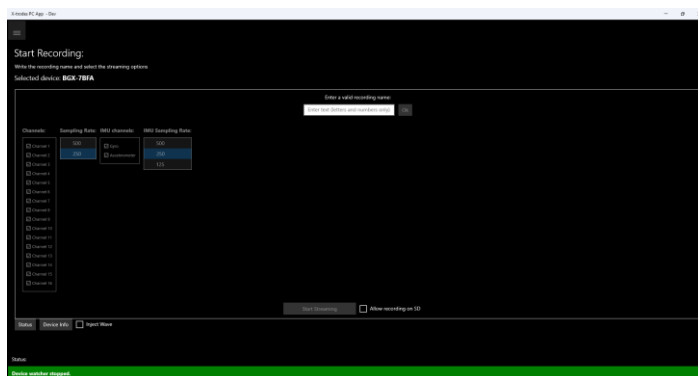 X-trodes PC App - Dev
Start Recording:
Write the recording name and select the streaming options
Selected device: BGX-7BFA
Enter a valid recording name:
Enter text (letters and numbers only)
Ok
Channels: Sampling Rate: IMU channels: IMU Sampling Rate:
Channel 1 500 Gyro 500
Channel 2 250 Accelerometer 250
Channel 3 125
Channel 4
Channel 5
Channel 6
Channel 7
Channel 8
Channel 9
Channel 10
Channel 11
Channel 12
Channel 13
Channel 14
Channel 15
Channel 16
Start Streaming Allow recording on SD
Status Device Info Inject Wave
Status:
Device watcher stopped.